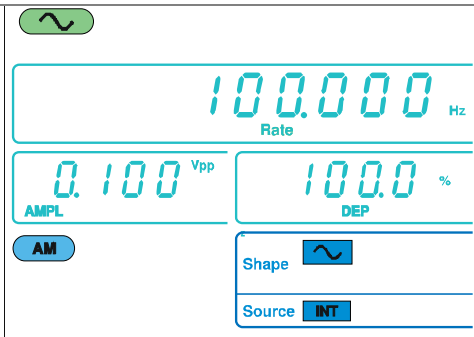 100.000 Hz
Rate
0.100 Vpp
100.0 %
AMPL
DEP
AM
Shape
Source INT